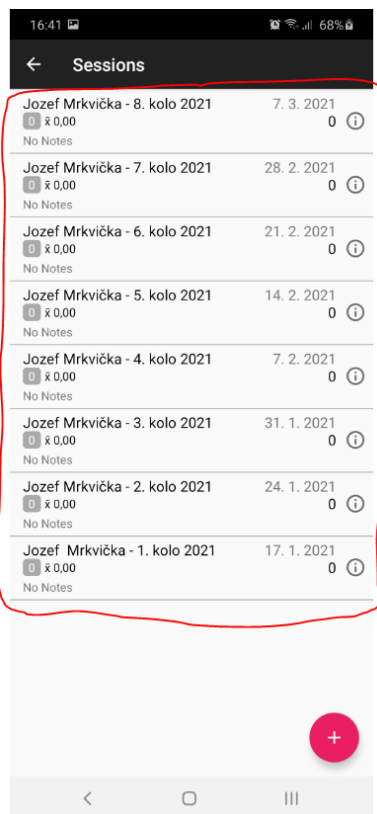 16:41 68%
Sessions
Jozef Mrkvička - 8. kolo 2021 7. 3. 2021
0 x̄ 0,00 0
No Notes
Jozef Mrkvička - 7. kolo 2021 28. 2. 2021
0 x̄ 0,00 0
No Notes
Jozef Mrkvička - 6. kolo 2021 21. 2. 2021
0 x̄ 0,00 0
No Notes
Jozef Mrkvička - 5. kolo 2021 14. 2. 2021
0 x̄ 0,00 0
No Notes
Jozef Mrkvička - 4. kolo 2021 7. 2. 2021
0 x̄ 0,00 0
No Notes
Jozef Mrkvička - 3. kolo 2021 31. 1. 2021
0 x̄ 0,00 0
No Notes
Jozef Mrkvička - 2. kolo 2021 24. 1. 2021
0 x̄ 0,00 0
No Notes
Jozef  Mrkvička - 1. kolo 2021 17. 1. 2021
0 x̄ 0,00 0
No Notes